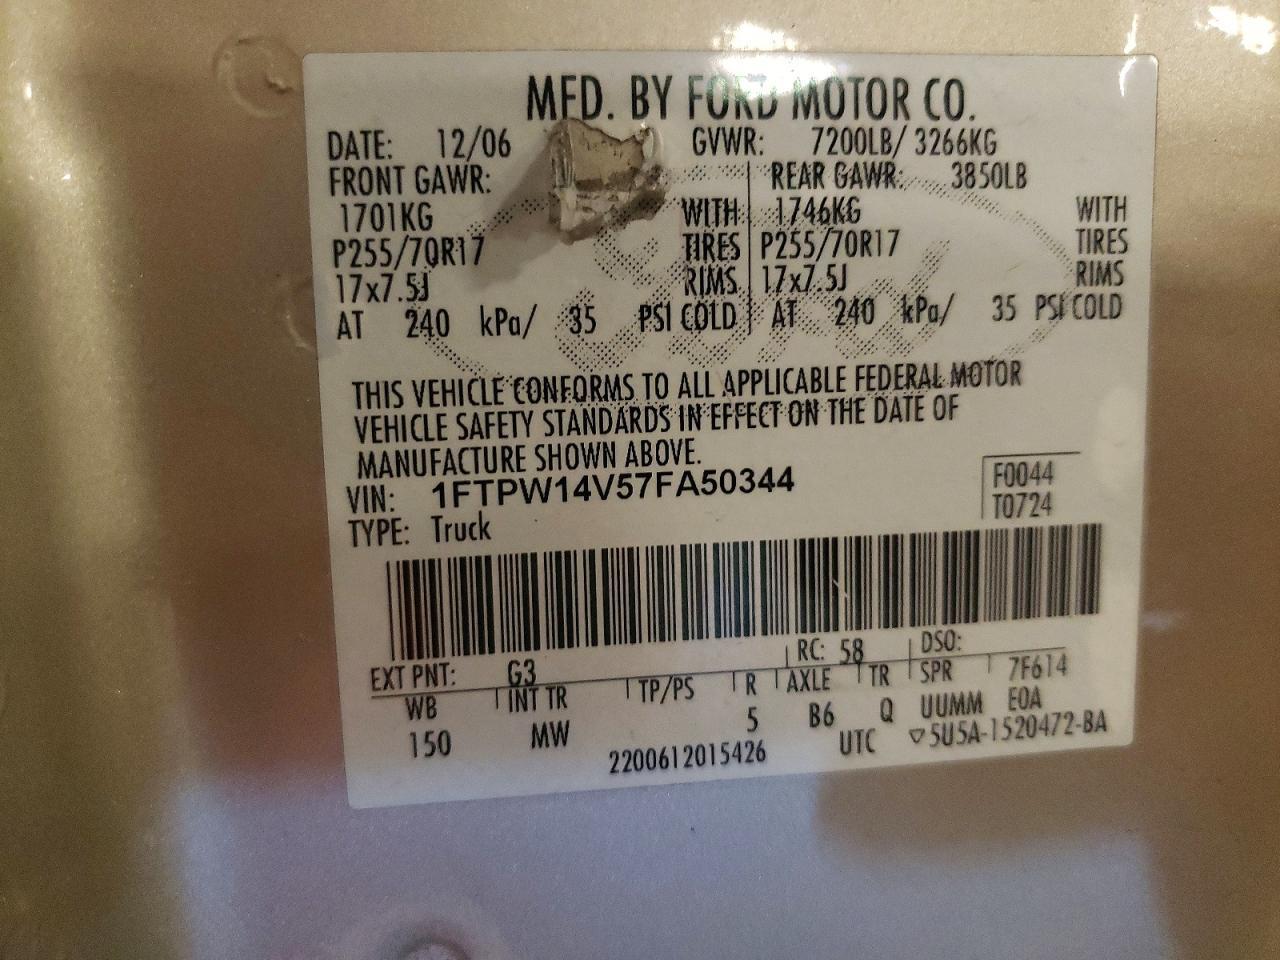 MFD. BY FORD MOTOR CO.
DATE: 12/06 GVWR: 7200LB/ 3266KG
FRONT GAWR: REAR GAWR: 3850LB
1701KG WITH 1746KG WITH
P255/70R17 TIRES P255/70R17 TIRES
17x7.5J RIMS 17x7.5J RIMS
AT 240 kPa/ 35 PSI COLD AT 240 kPa/ 35 PSI COLD
THIS VEHICLE CONFORMS TO ALL APPLICABLE FEDERAL MOTOR
VEHICLE SAFETY STANDARDS IN EFFECT ON THE DATE OF
MANUFACTURE SHOWN ABOVE.
VIN: 1FTPW14V57FA50344 F0044
TYPE: Truck T0724
EXT PNT: G3 RC: 58 DSO:
WB INT TR TP/PS R AXLE TR SPR 7F614
150 MW 5 B6 Q UUMM E0A
2200612015426 UTC ▽5U5A-1520472-BA